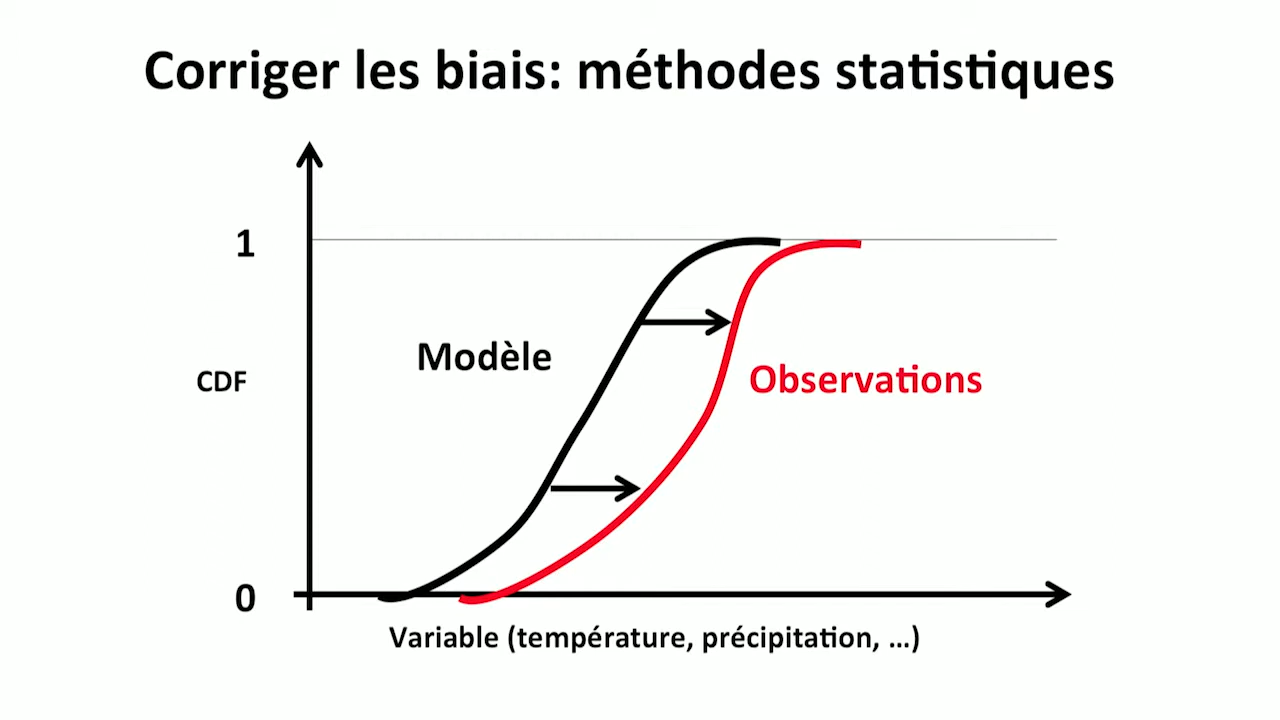 Corriger les biais: méthodes statistiques
1
Modèle
CDF
Observations
0
Variable (température, précipitation, ...)